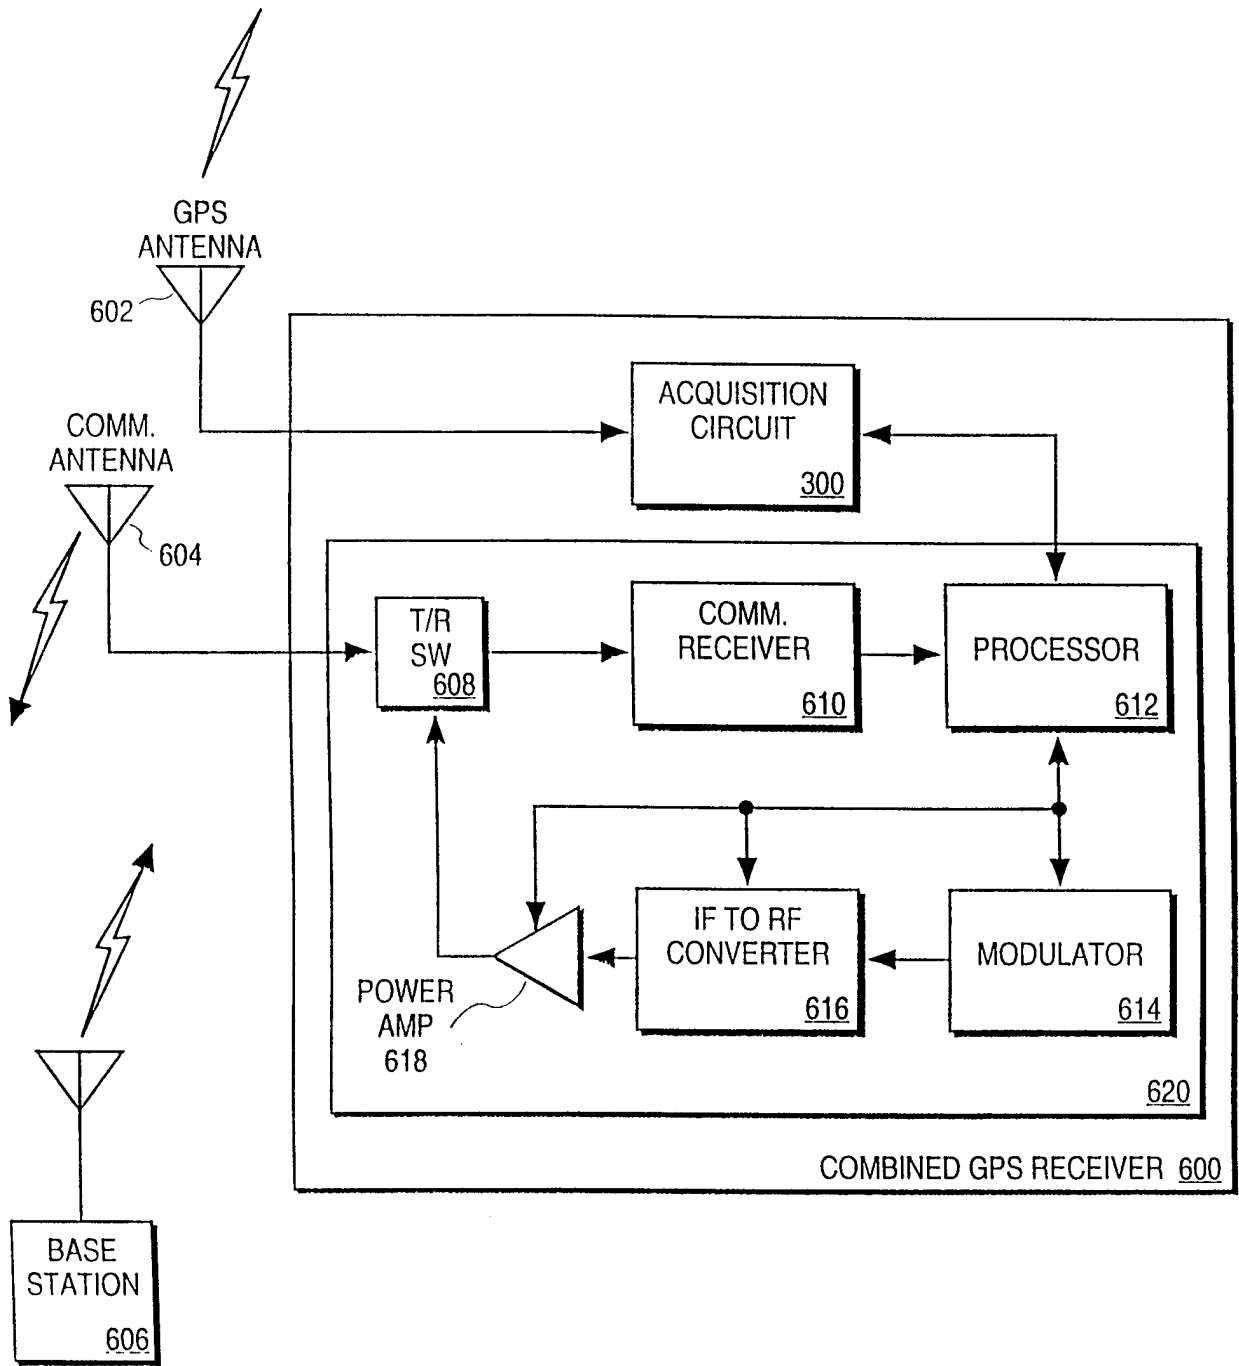 GPS
ANTENNA
602
COMM.
ANTENNA
604
ACQUISITION
CIRCUIT
300
T/R
SW
608
COMM.
RECEIVER
610
PROCESSOR
612
POWER
AMP
618
IF TO RF
CONVERTER
616
MODULATOR
614
620
COMBINED GPS RECEIVER 600
BASE
STATION
606